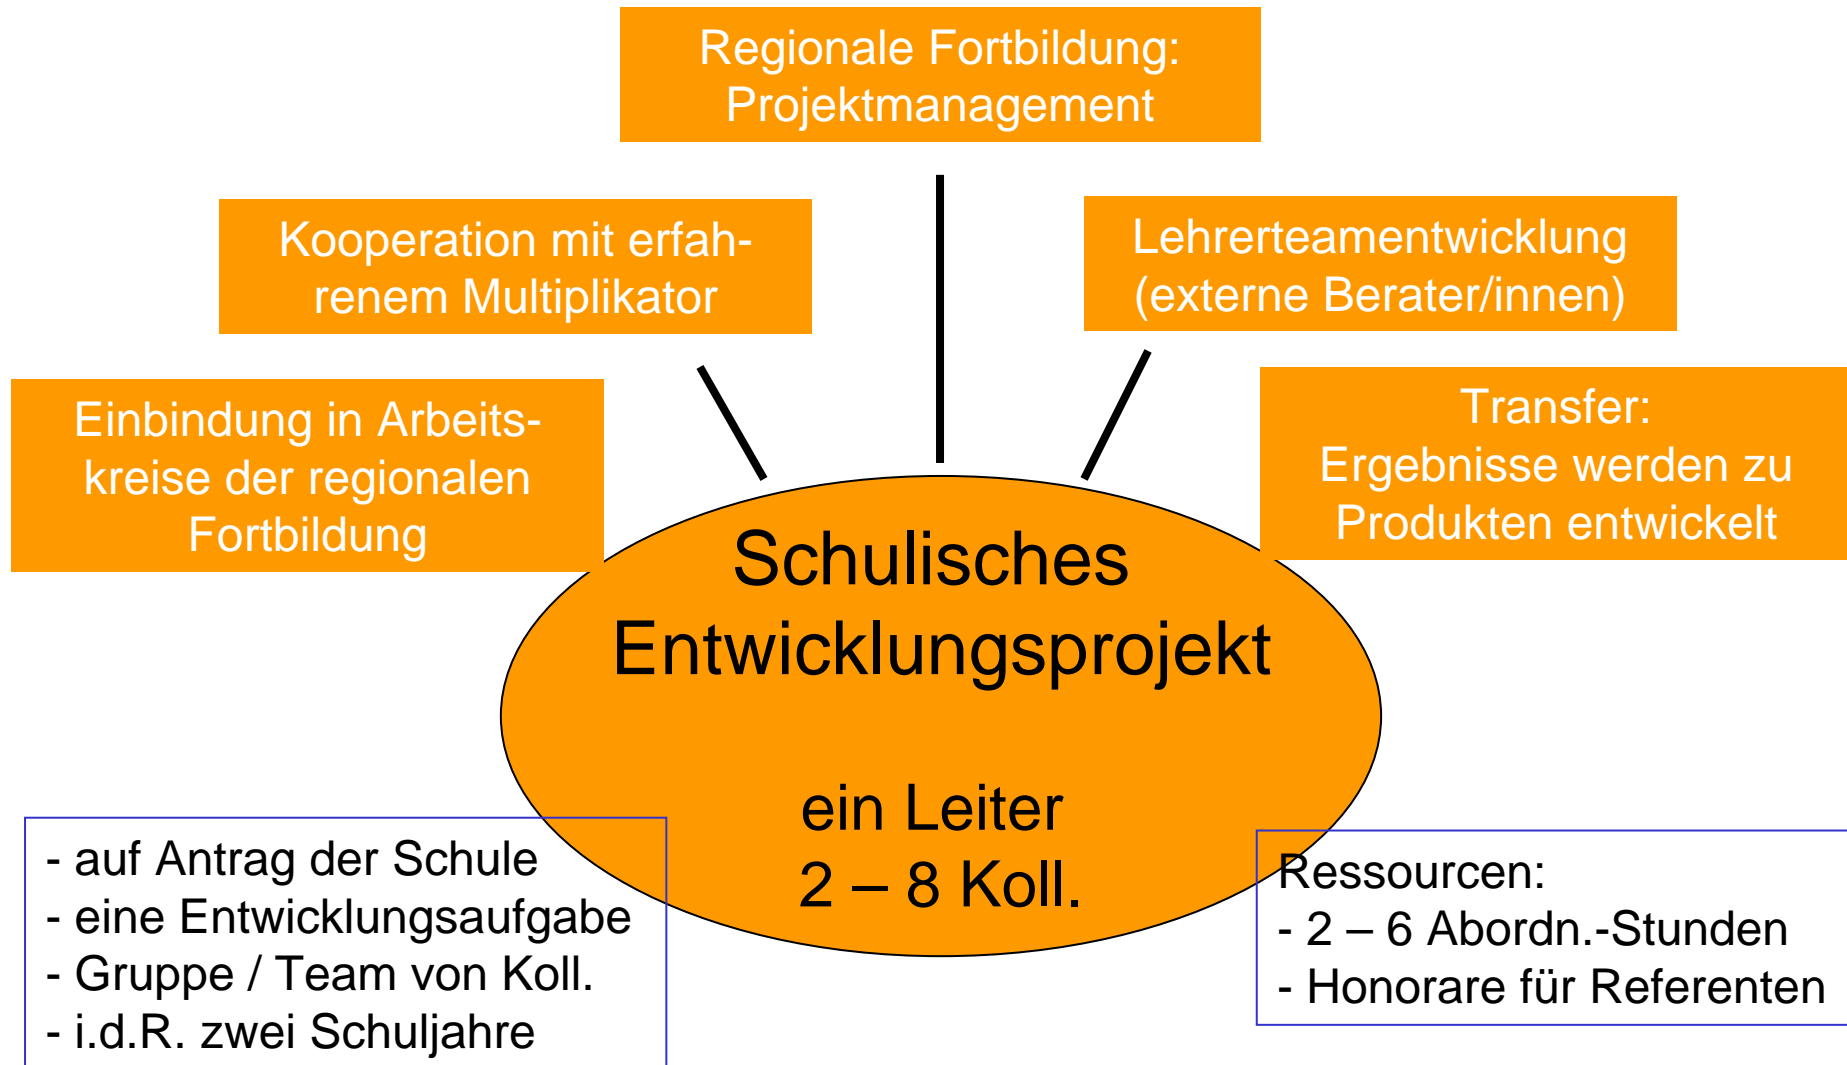 Regionale Fortbildung:
Projektmanagement
Kooperation mit erfah-
renem Multiplikator
Lehrerteamentwicklung
(externe Berater/innen)
Einbindung in Arbeits-
kreise der regionalen
Fortbildung
Transfer:
Ergebnisse werden zu
Produkten entwickelt
Schulisches
Entwicklungsprojekt
ein Leiter
2 – 8 Koll.
- auf Antrag der Schule
- eine Entwicklungsaufgabe
- Gruppe / Team von Koll.
- i.d.R. zwei Schuljahre
Ressourcen:
- 2 – 6 Abordn.-Stunden
- Honorare für Referenten